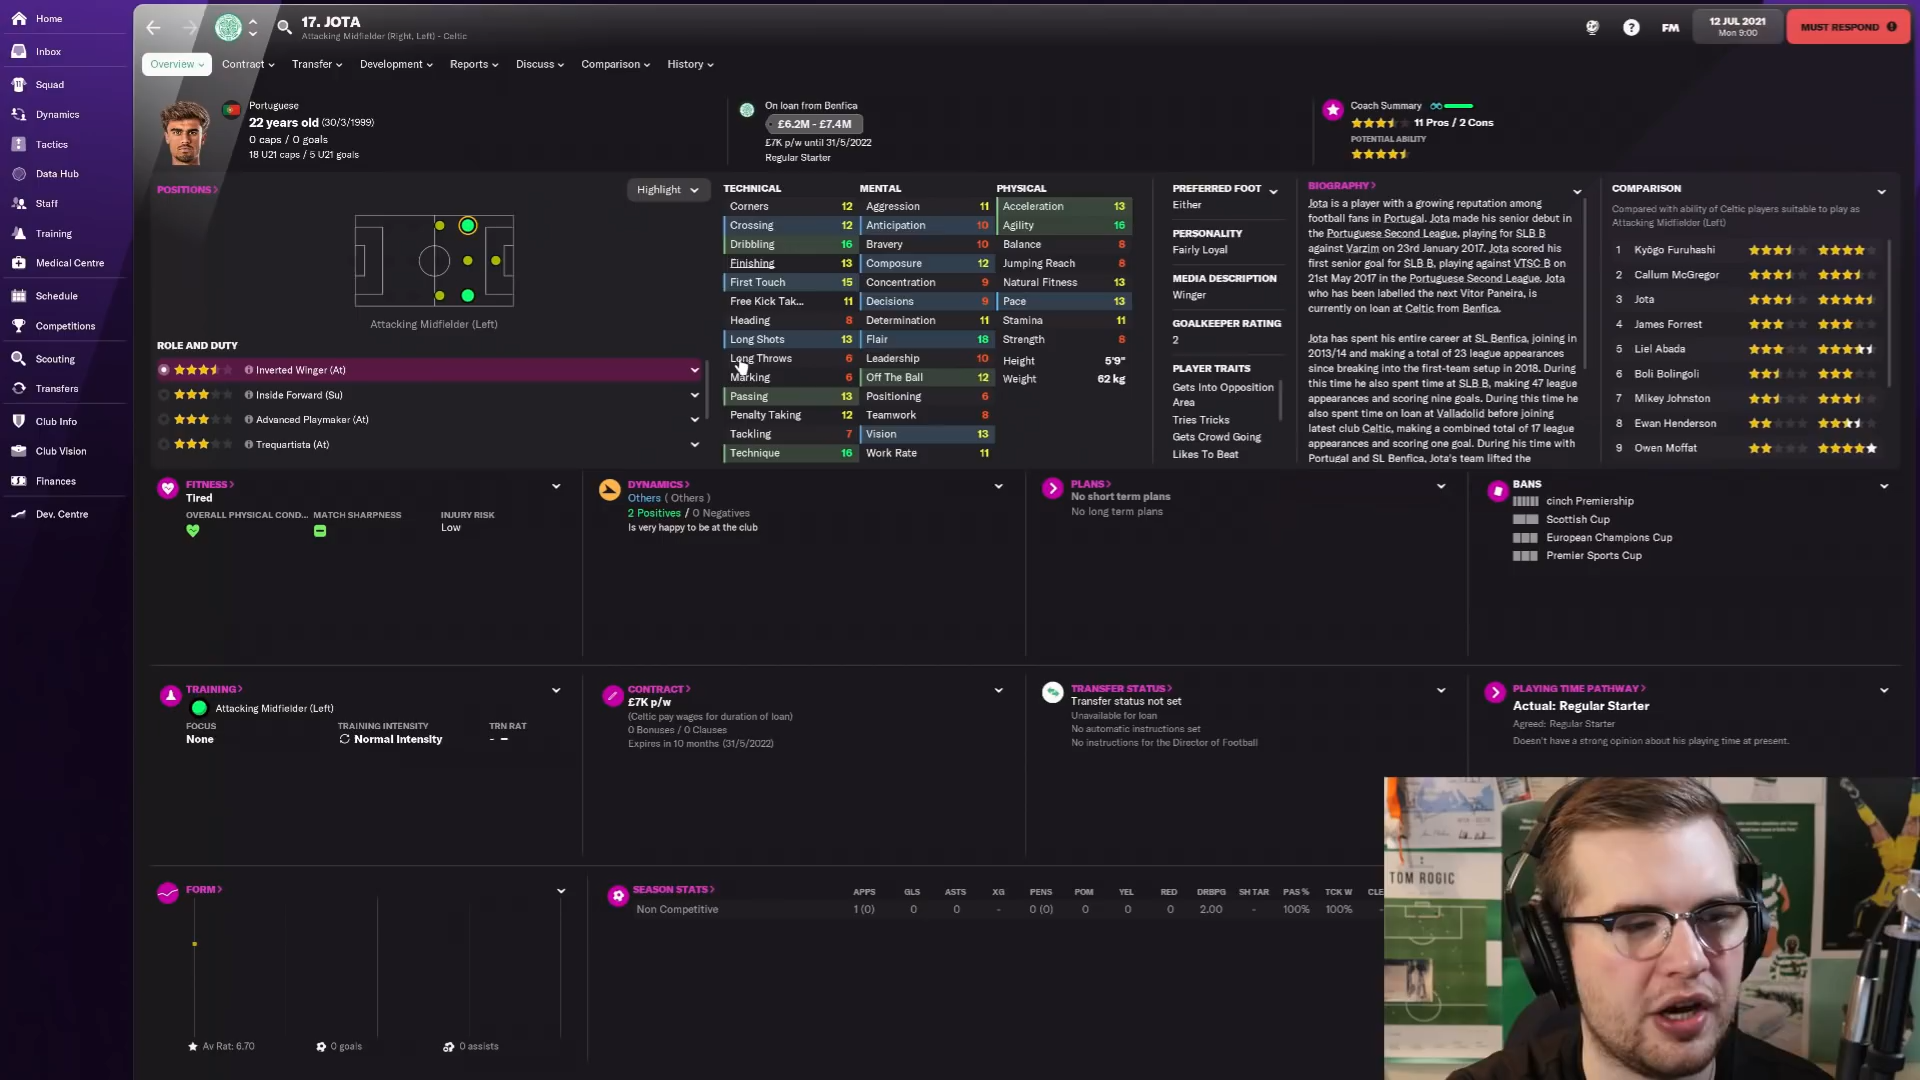 Home
Inbox
Squad
Dynamics
Tactics
Data Hub
Staff
Training
Medical Centre
Schedule
Competitions
Scouting
Transfers
Club Info
Club Vision
Finances
Dev. Centre
17. JOTA
Attacking Midfielder (Right, Left) - Celtic
FM
12 JUL 2021
Mon 9:00
MUST RESPOND
Overview
Contract
Transfer
Development
Reports
Discuss
Comparison
History
Portuguese
22 years old (30/3/1999)
0 caps / 0 goals
18 U21 caps / 5 U21 goals
On loan from Benfica
£6.2M - £7.4M
£7K p/w until 31/5/2022
Regular Starter
Coach Summary
11 Pros / 2 Cons
POTENTIAL ABILITY
POSITIONS
Highlight
Attacking Midfielder (Left)
ROLE AND DUTY
Inverted Winger (At)
Inside Forward (Su)
Advanced Playmaker (At)
Trequartista (At)
TECHNICAL
Corners 12
Crossing 12
Dribbling 16
Finishing 13
First Touch 15
Free Kick Tak... 11
Heading 8
Long Shots 13
Long Throws 6
Marking 6
Passing 13
Penalty Taking 12
Tackling 7
Technique 16
MENTAL
Aggression 11
Anticipation 10
Bravery 10
Composure 12
Concentration 9
Decisions 9
Determination 11
Flair 18
Leadership 10
Off The Ball 12
Positioning 6
Teamwork 8
Vision 13
Work Rate 11
PHYSICAL
Acceleration 13
Agility 16
Balance 8
Jumping Reach 8
Natural Fitness 13
Pace 13
Stamina 11
Strength 8
Height 5'9"
Weight 62 kg
PREFERRED FOOT
Either
PERSONALITY
Fairly Loyal
MEDIA DESCRIPTION
Winger
GOALKEEPER RATING
2
PLAYER TRAITS
Gets Into Opposition
Area
Tries Tricks
Gets Crowd Going
Likes To Beat
BIOGRAPHY
Jota is a player with a growing reputation among
football fans in Portugal. Jota made his senior debut in
the Portuguese Second League, playing for SLB B
against Varzim on 23rd January 2017. Jota scored his
first senior goal for SLB B, playing against VTSC B on
21st May 2017 in the Portuguese Second League. Jota
who has been labelled the next Vítor Paneira, is
currently on loan at Celtic from Benfica.
Jota has spent his entire career at SL Benfica, joining in
2013/14 and making a total of 23 league appearances
since breaking into the first-team setup in 2018. During
this time he also spent time at SLB B, making 47 league
appearances and scoring nine goals. During this time he
also spent time on loan at Valladolid before joining
latest club Celtic, making a combined total of 17 league
appearances and scoring one goal. During his time with
Portugal and SL Benfica, Jota's team lifted the
COMPARISON
Compared with ability of Celtic players suitable to play as
Attacking Midfielder (Left)
1 Kyōgo Furuhashi
2 Callum McGregor
3 Jota
4 James Forrest
5 Liel Abada
6 Boli Bolingoli
7 Mikey Johnston
8 Ewan Henderson
9 Owen Moffat
FITNESS
Tired
OVERALL PHYSICAL COND...
MATCH SHARPNESS
INJURY RISK
Low
DYNAMICS
Others ( Others )
2 Positives / 0 Negatives
Is very happy to be at the club
PLANS
No short term plans
No long term plans
BANS
cinch Premiership
Scottish Cup
European Champions Cup
Premier Sports Cup
TRAINING
Attacking Midfielder (Left)
FOCUS
None
TRAINING INTENSITY
Normal Intensity
TRN RAT
- –
CONTRACT
£7K p/w
(Celtic pay wages for duration of loan)
0 Bonuses / 0 Clauses
Expires in 10 months (31/5/2022)
TRANSFER STATUS
Transfer status not set
Unavailable for loan
No automatic instructions set
No instructions for the Director of Football
PLAYING TIME PATHWAY
Actual: Regular Starter
Agreed: Regular Starter
Doesn't have a strong opinion about his playing time at present.
FORM
Av Rat: 6.70
0 goals
0 assists
SEASON STATS
APPS GLS ASTS XG PENS POM YEL RED DRBPG SH TAR PAS % TCK W CLE
Non Competitive 1 (0) 0 0 - 0 (0) 0 0 0 2.00 - 100% 100% -
TOM ROGIC